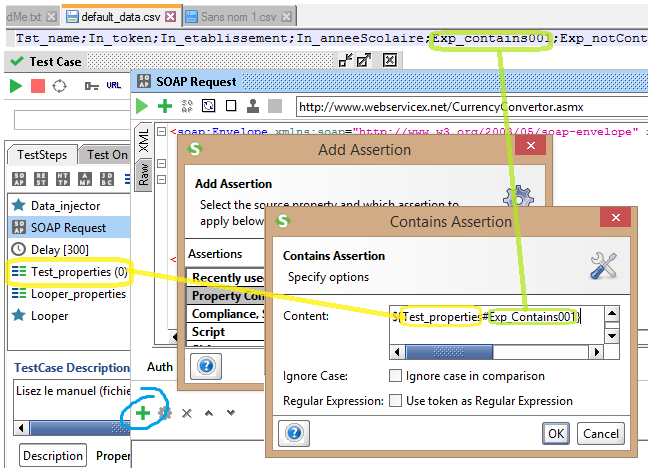 dMe.txt default_data.csv Sans nom 1.csv
Tst_name;In_token;In_etablissement;In_anneeScolaire;Exp_contains001;Exp_notCont
Test Case
URL
SOAP Request
http://www.webservicex.net/CurrencyConvertor.asmx
XML
Raw
<soap:Envelope xmlns:soap="http://www.w3.org/2003/05/soap-envelope"
TestSteps Test On
Data_injector
SOAP Request
Delay [300]
Test_properties (0)
Looper_properties
Looper
TestCase Description
Lisez le manuel (fichie
Description Proper
Auth
Add Assertion
Add Assertion
Select the source property and which assertion to
apply below
Assertions
Recently used
Property Con
Compliance, S
Script
Contains Assertion
Contains Assertion
Specify options
Content:
${Test_properties#Exp_Contains001}
Ignore Case: Ignore case in comparison
Regular Expression: Use token as Regular Expression
OK Cancel